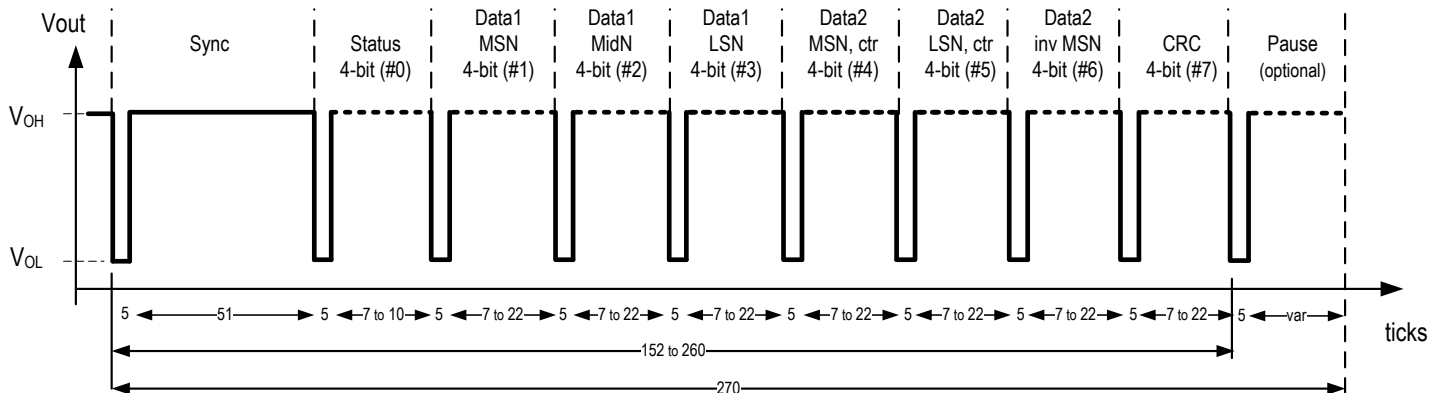 Vout
Sync
Status
4-bit (#0)
Data1
MSN
4-bit (#1)
Data1
MidN
4-bit (#2)
Data1
LSN
4-bit (#3)
Data2
MSN, ctr
4-bit (#4)
Data2
LSN, ctr
4-bit (#5)
Data2
inv MSN
4-bit (#6)
CRC
4-bit (#7)
Pause
(optional)
VOH
VOL
5 51 5 7 to 10 5 7 to 22 5 7 to 22 5 7 to 22 5 7 to 22 5 7 to 22 5 7 to 22 5 7 to 22 5 var
ticks
152 to 260
270